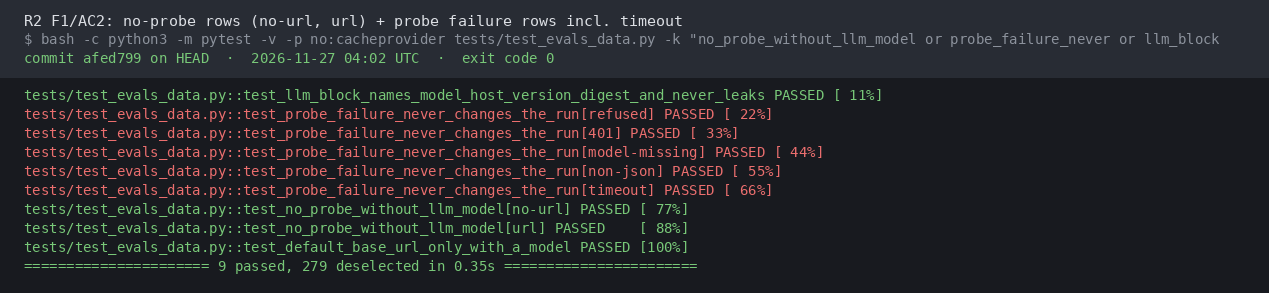 R2 F1/AC2: no-probe rows (no-url, url) + probe failure rows incl. timeout
$ bash -c python3 -m pytest -v -p no:cacheprovider tests/test_evals_data.py -k "no_probe_without_llm_model or probe_failure_never or llm_block
commit afed799 on HEAD  ·  2026-11-27 04:02 UTC  ·  exit code 0
tests/test_evals_data.py::test_llm_block_names_model_host_version_digest_and_never_leaks PASSED [ 11%]
tests/test_evals_data.py::test_probe_failure_never_changes_the_run[refused] PASSED [ 22%]
tests/test_evals_data.py::test_probe_failure_never_changes_the_run[401] PASSED [ 33%]
tests/test_evals_data.py::test_probe_failure_never_changes_the_run[model-missing] PASSED [ 44%]
tests/test_evals_data.py::test_probe_failure_never_changes_the_run[non-json] PASSED [ 55%]
tests/test_evals_data.py::test_probe_failure_never_changes_the_run[timeout] PASSED [ 66%]
tests/test_evals_data.py::test_no_probe_without_llm_model[no-url] PASSED [ 77%]
tests/test_evals_data.py::test_no_probe_without_llm_model[url] PASSED    [ 88%]
tests/test_evals_data.py::test_default_base_url_only_with_a_model PASSED [100%]
====================== 9 passed, 279 deselected in 0.35s =======================